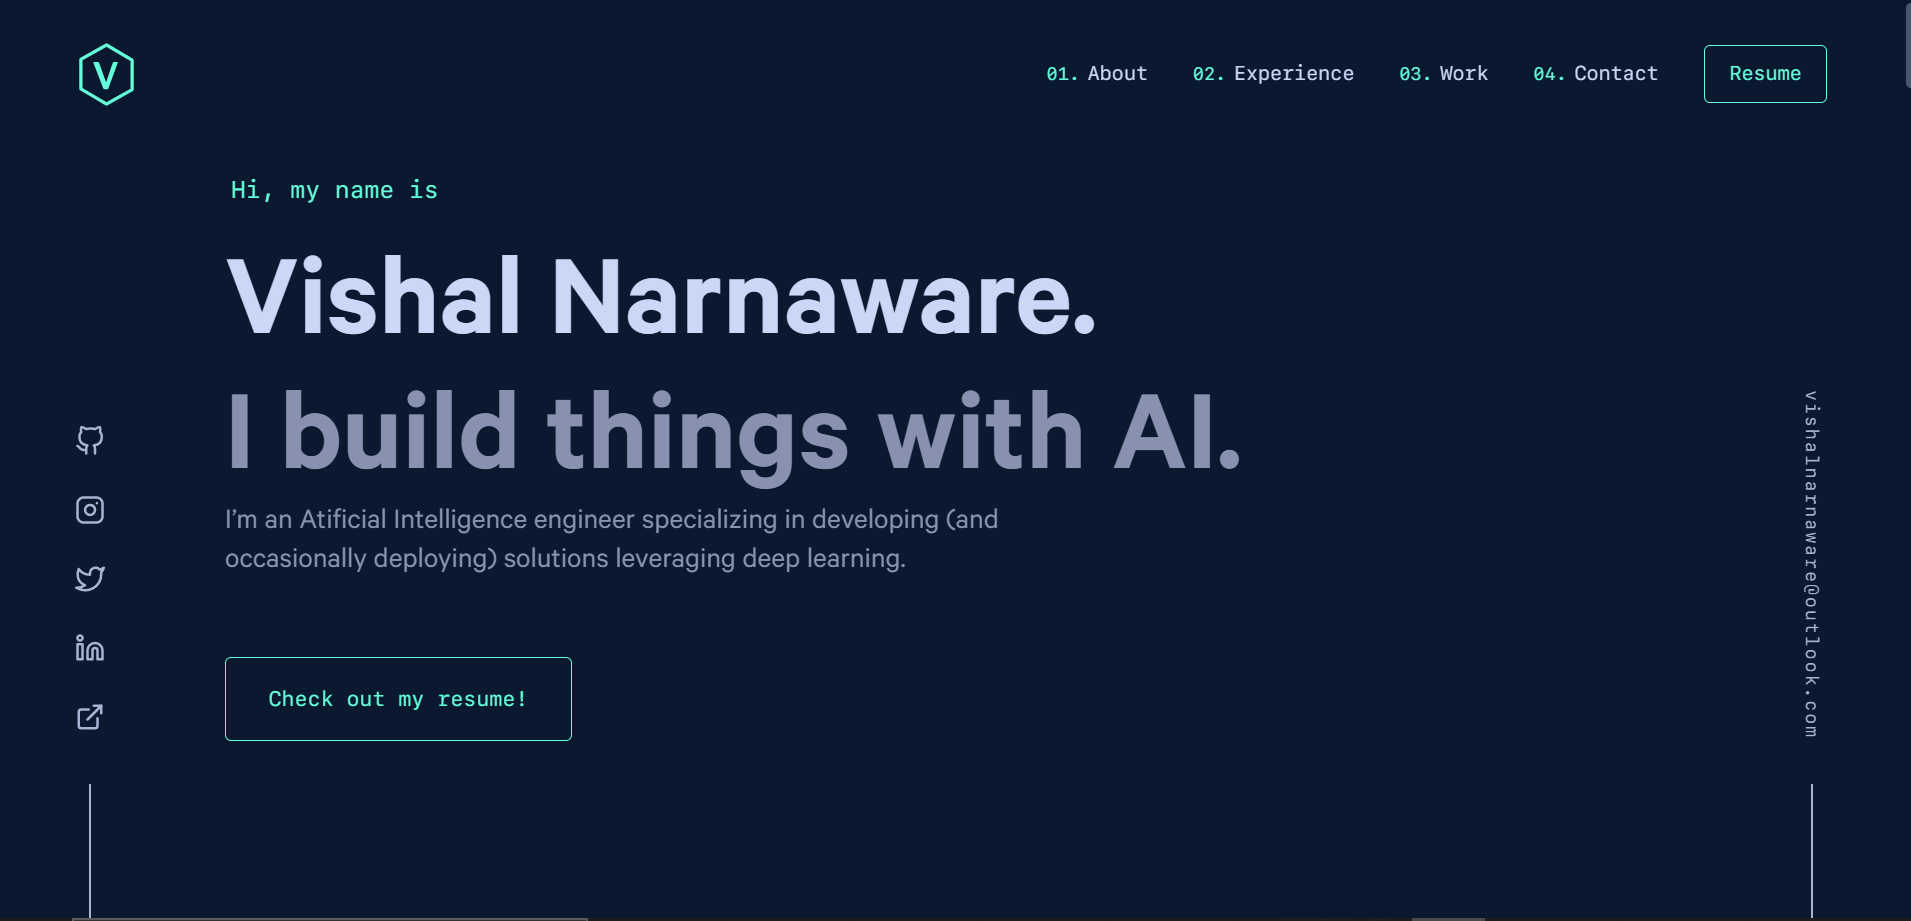 V
01. About 02. Experience 03. Work 04. Contact Resume
Hi, my name is
Vishal Narnaware.
I build things with AI.
I’m an Atificial Intelligence engineer specializing in developing (and
occasionally deploying) solutions leveraging deep learning.
Check out my resume!
in
vishalnarnaware@outlook.com